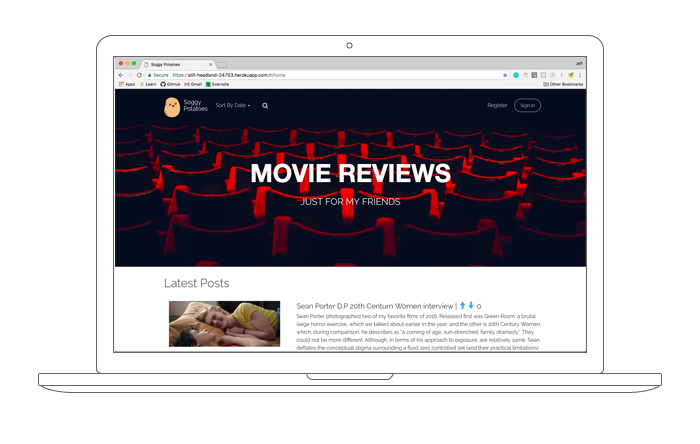 Soggy Potatoes
Jeff
Secure https://still-headland-24753.herokuapp.com/#/home
Apps Learn GitHub Gmail Evernote Other Bookmarks
Soggy
Potatoes
Sort By Date
Register
Sign in
MOVIE REVIEWS
JUST FOR MY FRIENDS
Latest Posts
Sean Porter D.P 20th Centurn Women interview | 0
Sean Porter photographed two of my favorite films of 2016. Released first was Green Room, a brutal
siege horror exercise, which we talked about earlier in the year, and the other is 20th Century Women,
which, during comparison, he describes as "a coming of age, sun-drenched, family dramedy". They
could not be more different. Although, in terms of his approach to exposure, are relatively same. Sean
deflates the conceptual stigma surrounding a fluid, less controlled set (and their practical limitations)